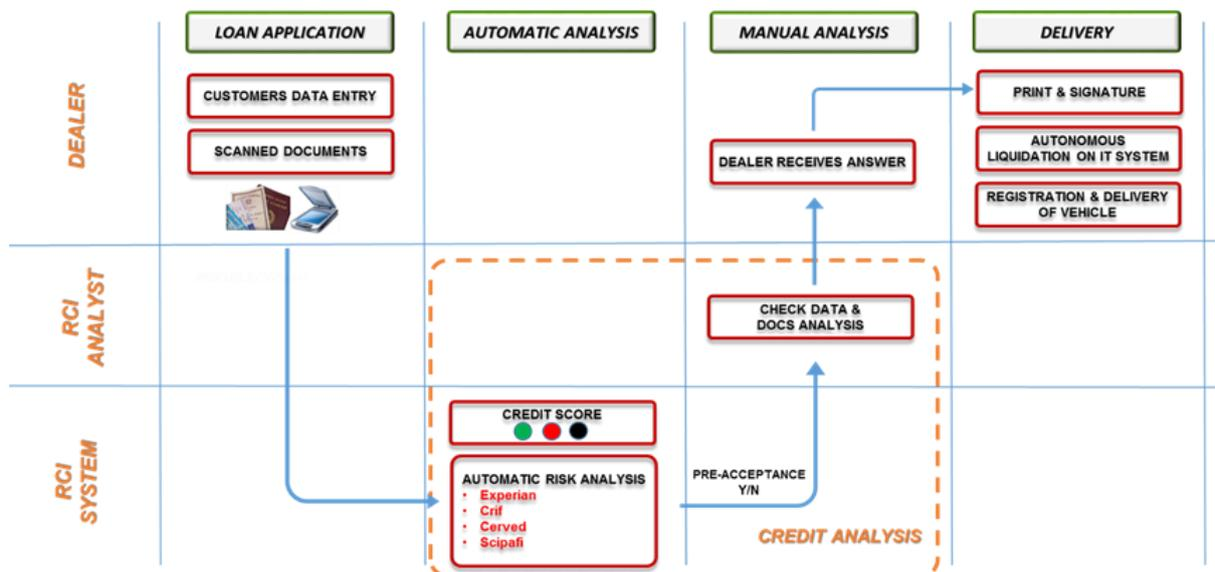 LOAN APPLICATION
AUTOMATIC ANALYSIS
MANUAL ANALYSIS
DELIVERY
DEALER
CUSTOMERS DATA ENTRY
SCANNED DOCUMENTS
DEALER RECEIVES ANSWER
PRINT & SIGNATURE
AUTONOMOUS
LIQUIDATION ON IT SYSTEM
REGISTRATION & DELIVERY
OF VEHICLE
RCI
ANALYST
CHECK DATA &
DOCS ANALYSIS
RCI
SYSTEM
CREDIT SCORE
AUTOMATIC RISK ANALYSIS
• Experian
• Crif
• Cerved
• Scipafi
PRE-ACCEPTANCE
Y/N
CREDIT ANALYSIS